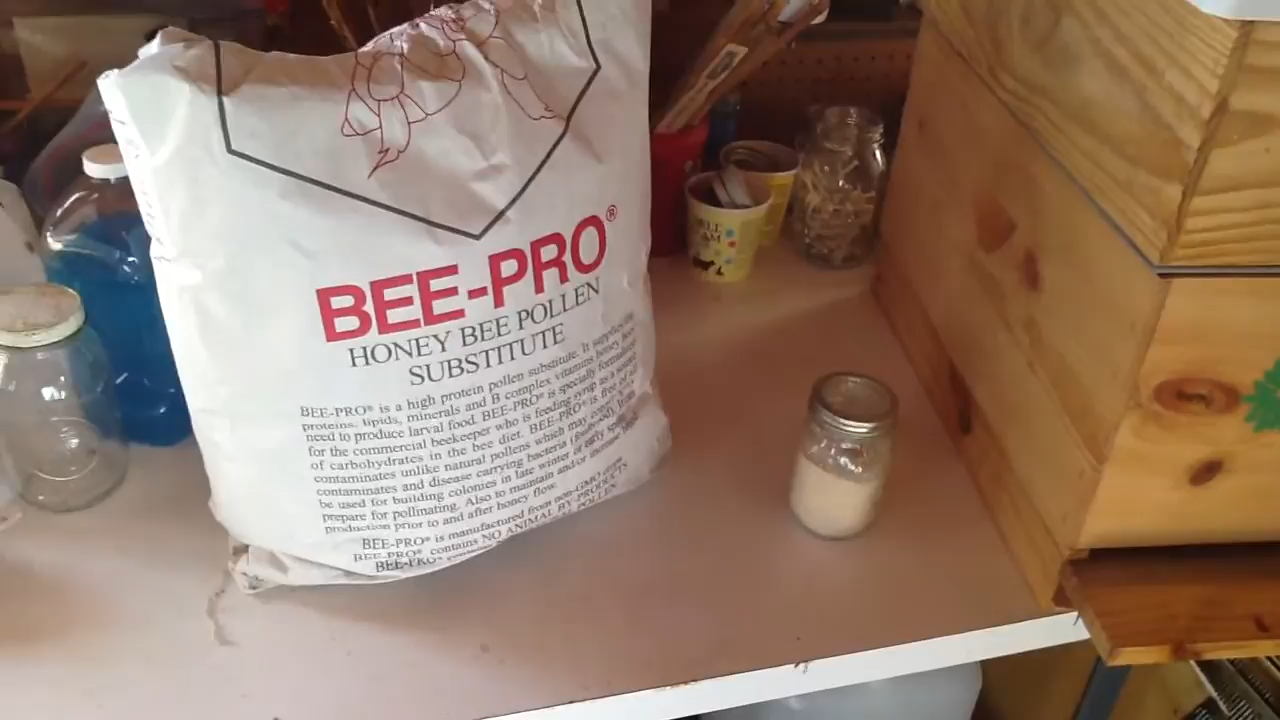 BEE-PRO®
HONEY BEE POLLEN
SUBSTITUTE
BEE-PRO® is a high protein pollen substitute. It supplies the
proteins, lipids, minerals and B complex vitamins honey bees
need to produce larval food. BEE-PRO® is specially formulated
for the commercial beekeeper who is feeding syrup as a source
of carbohydrates in the bee diet. BEE-PRO® is free of all
contaminates unlike natural pollens which may contain
contaminates and disease carrying bacteria
be used for building colonies in late winter or early spring
prepare for pollinating. Also to maintain and/or increase
production prior to and after honey flow.
BEE-PRO® is manufactured from non-GMO
BEE-PRO® contains NO ANIMAL BY-PRODUCTS
BEE-PRO® POLLEN